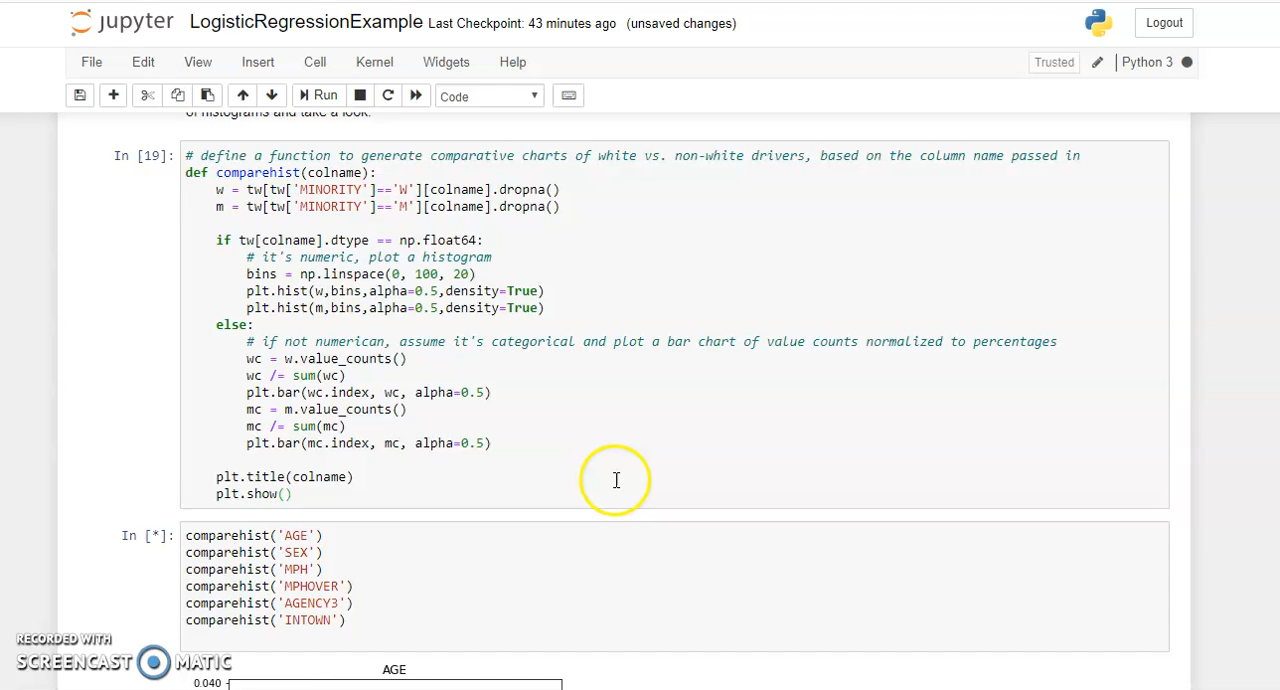 jupyter LogisticRegressionExample Last Checkpoint: 43 minutes ago (unsaved changes) Logout
File Edit View Insert Cell Kernel Widgets Help Trusted Python 3
Run Code
of histograms and take a look.
In [19]: # define a function to generate comparative charts of white vs. non-white drivers, based on the column name passed in
def comparehist(colname):
w = tw[tw['MINORITY']=='W'][colname].dropna()
m = tw[tw['MINORITY']=='M'][colname].dropna()
if tw[colname].dtype == np.float64:
# it's numeric, plot a histogram
bins = np.linspace(0, 100, 20)
plt.hist(w,bins,alpha=0.5,density=True)
plt.hist(m,bins,alpha=0.5,density=True)
else:
# if not numerican, assume it's categorical and plot a bar chart of value counts normalized to percentages
wc = w.value_counts()
wc /= sum(wc)
plt.bar(wc.index, wc, alpha=0.5)
mc = m.value_counts()
mc /= sum(mc)
plt.bar(mc.index, mc, alpha=0.5)
plt.title(colname)
plt.show()
In [*]: comparehist('AGE')
comparehist('SEX')
comparehist('MPH')
comparehist('MPHOVER')
comparehist('AGENCY3')
comparehist('INTOWN')
RECORDED WITH
SCREENCAST MATIC
AGE
0.040